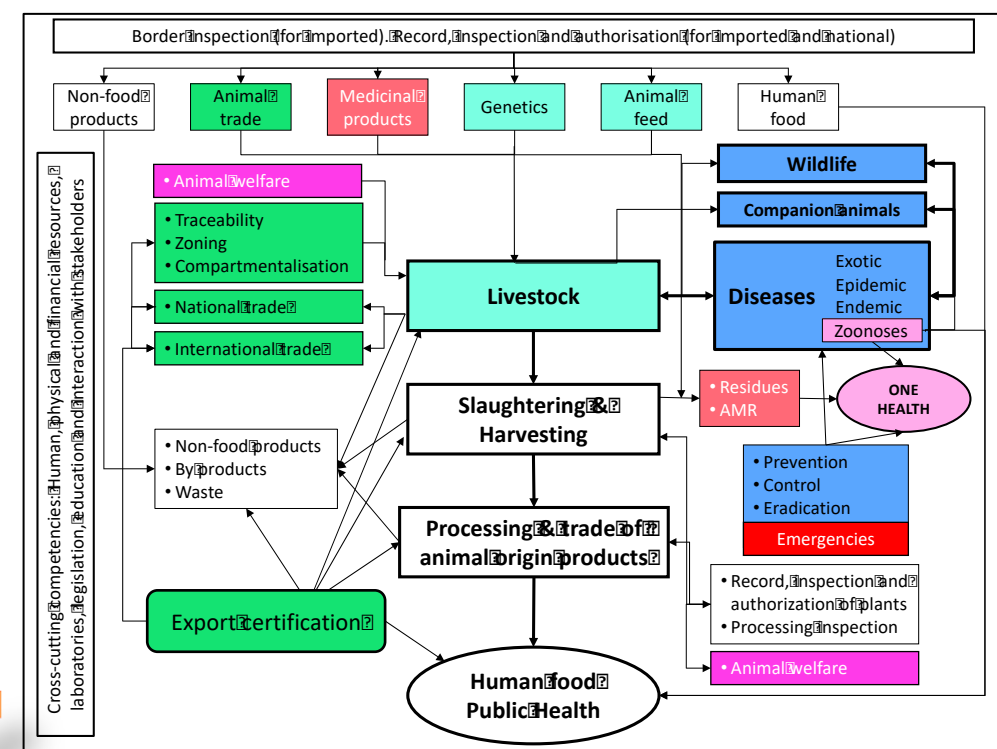 Border inspection (for imported). Record, inspection and authorisation (for imported and national)
Non-food
products
Animal
trade
Medicinal
products
Genetics
Animal
feed
Human
food
Cross-cutting competencies: Human, physical and financial resources,
laboratories, legislation, education and interaction with stakeholders
• Animal welfare
• Traceability
• Zoning
• Compartmentalisation
• National trade
• International trade
Wildlife
Companion animals
Livestock
Diseases
Exotic
Epidemic
Endemic
Zoonoses
Slaughtering &
Harvesting
• Residues
• AMR
ONE
HEALTH
• Non-food products
• By products
• Waste
• Prevention
• Control
• Eradication
Emergencies
Processing & trade of
animal origin products
• Record, inspection and
authorization of plants
• Processing inspection
Export certification
• Animal welfare
Human food
Public Health